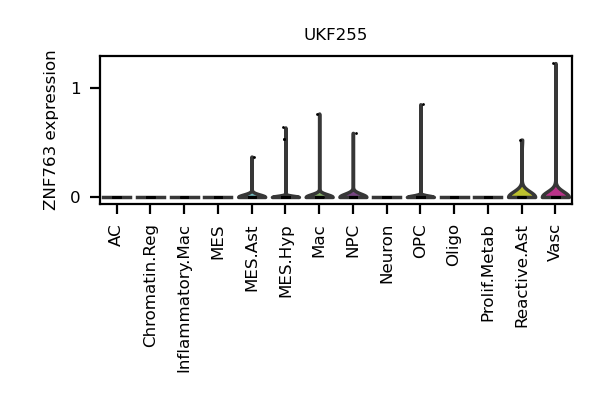 UKF255
ZNF763 expression
1
0
AC
Chromatin.Reg
Inflammatory.Mac
MES
MES.Ast
MES.Hyp
Mac
NPC
Neuron
OPC
Oligo
Prolif.Metab
Reactive.Ast
Vasc